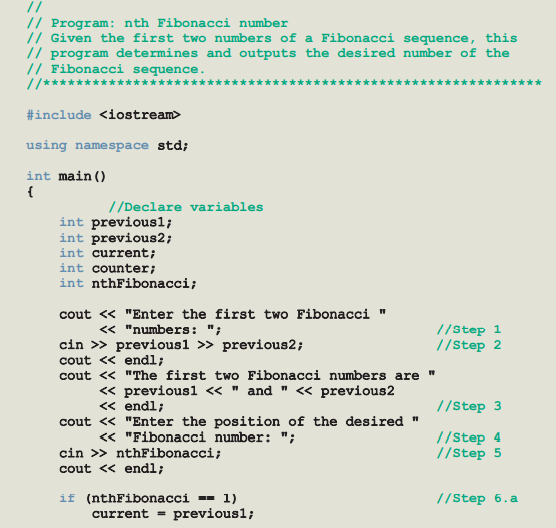 //
// Program: nth Fibonacci number
// Given the first two numbers of a Fibonacci sequence, this
// program determines and outputs the desired number of the
// Fibonacci sequence.
//*************************************************************
#include <iostream>
using namespace std;
int main()
{
//Declare variables
int previous1;
int previous2;
int current;
int counter;
int nthFibonacci;
cout << "Enter the first two Fibonacci "
<< "numbers: "; //Step 1
cin >> previous1 >> previous2; //Step 2
cout << endl;
cout << "The first two Fibonacci numbers are "
<< previous1 << " and " << previous2
<< endl; //Step 3
cout << "Enter the position of the desired "
<< "Fibonacci number: "; //Step 4
cin >> nthFibonacci; //Step 5
cout << endl;
if (nthFibonacci == 1) //Step 6.a
current = previous1;